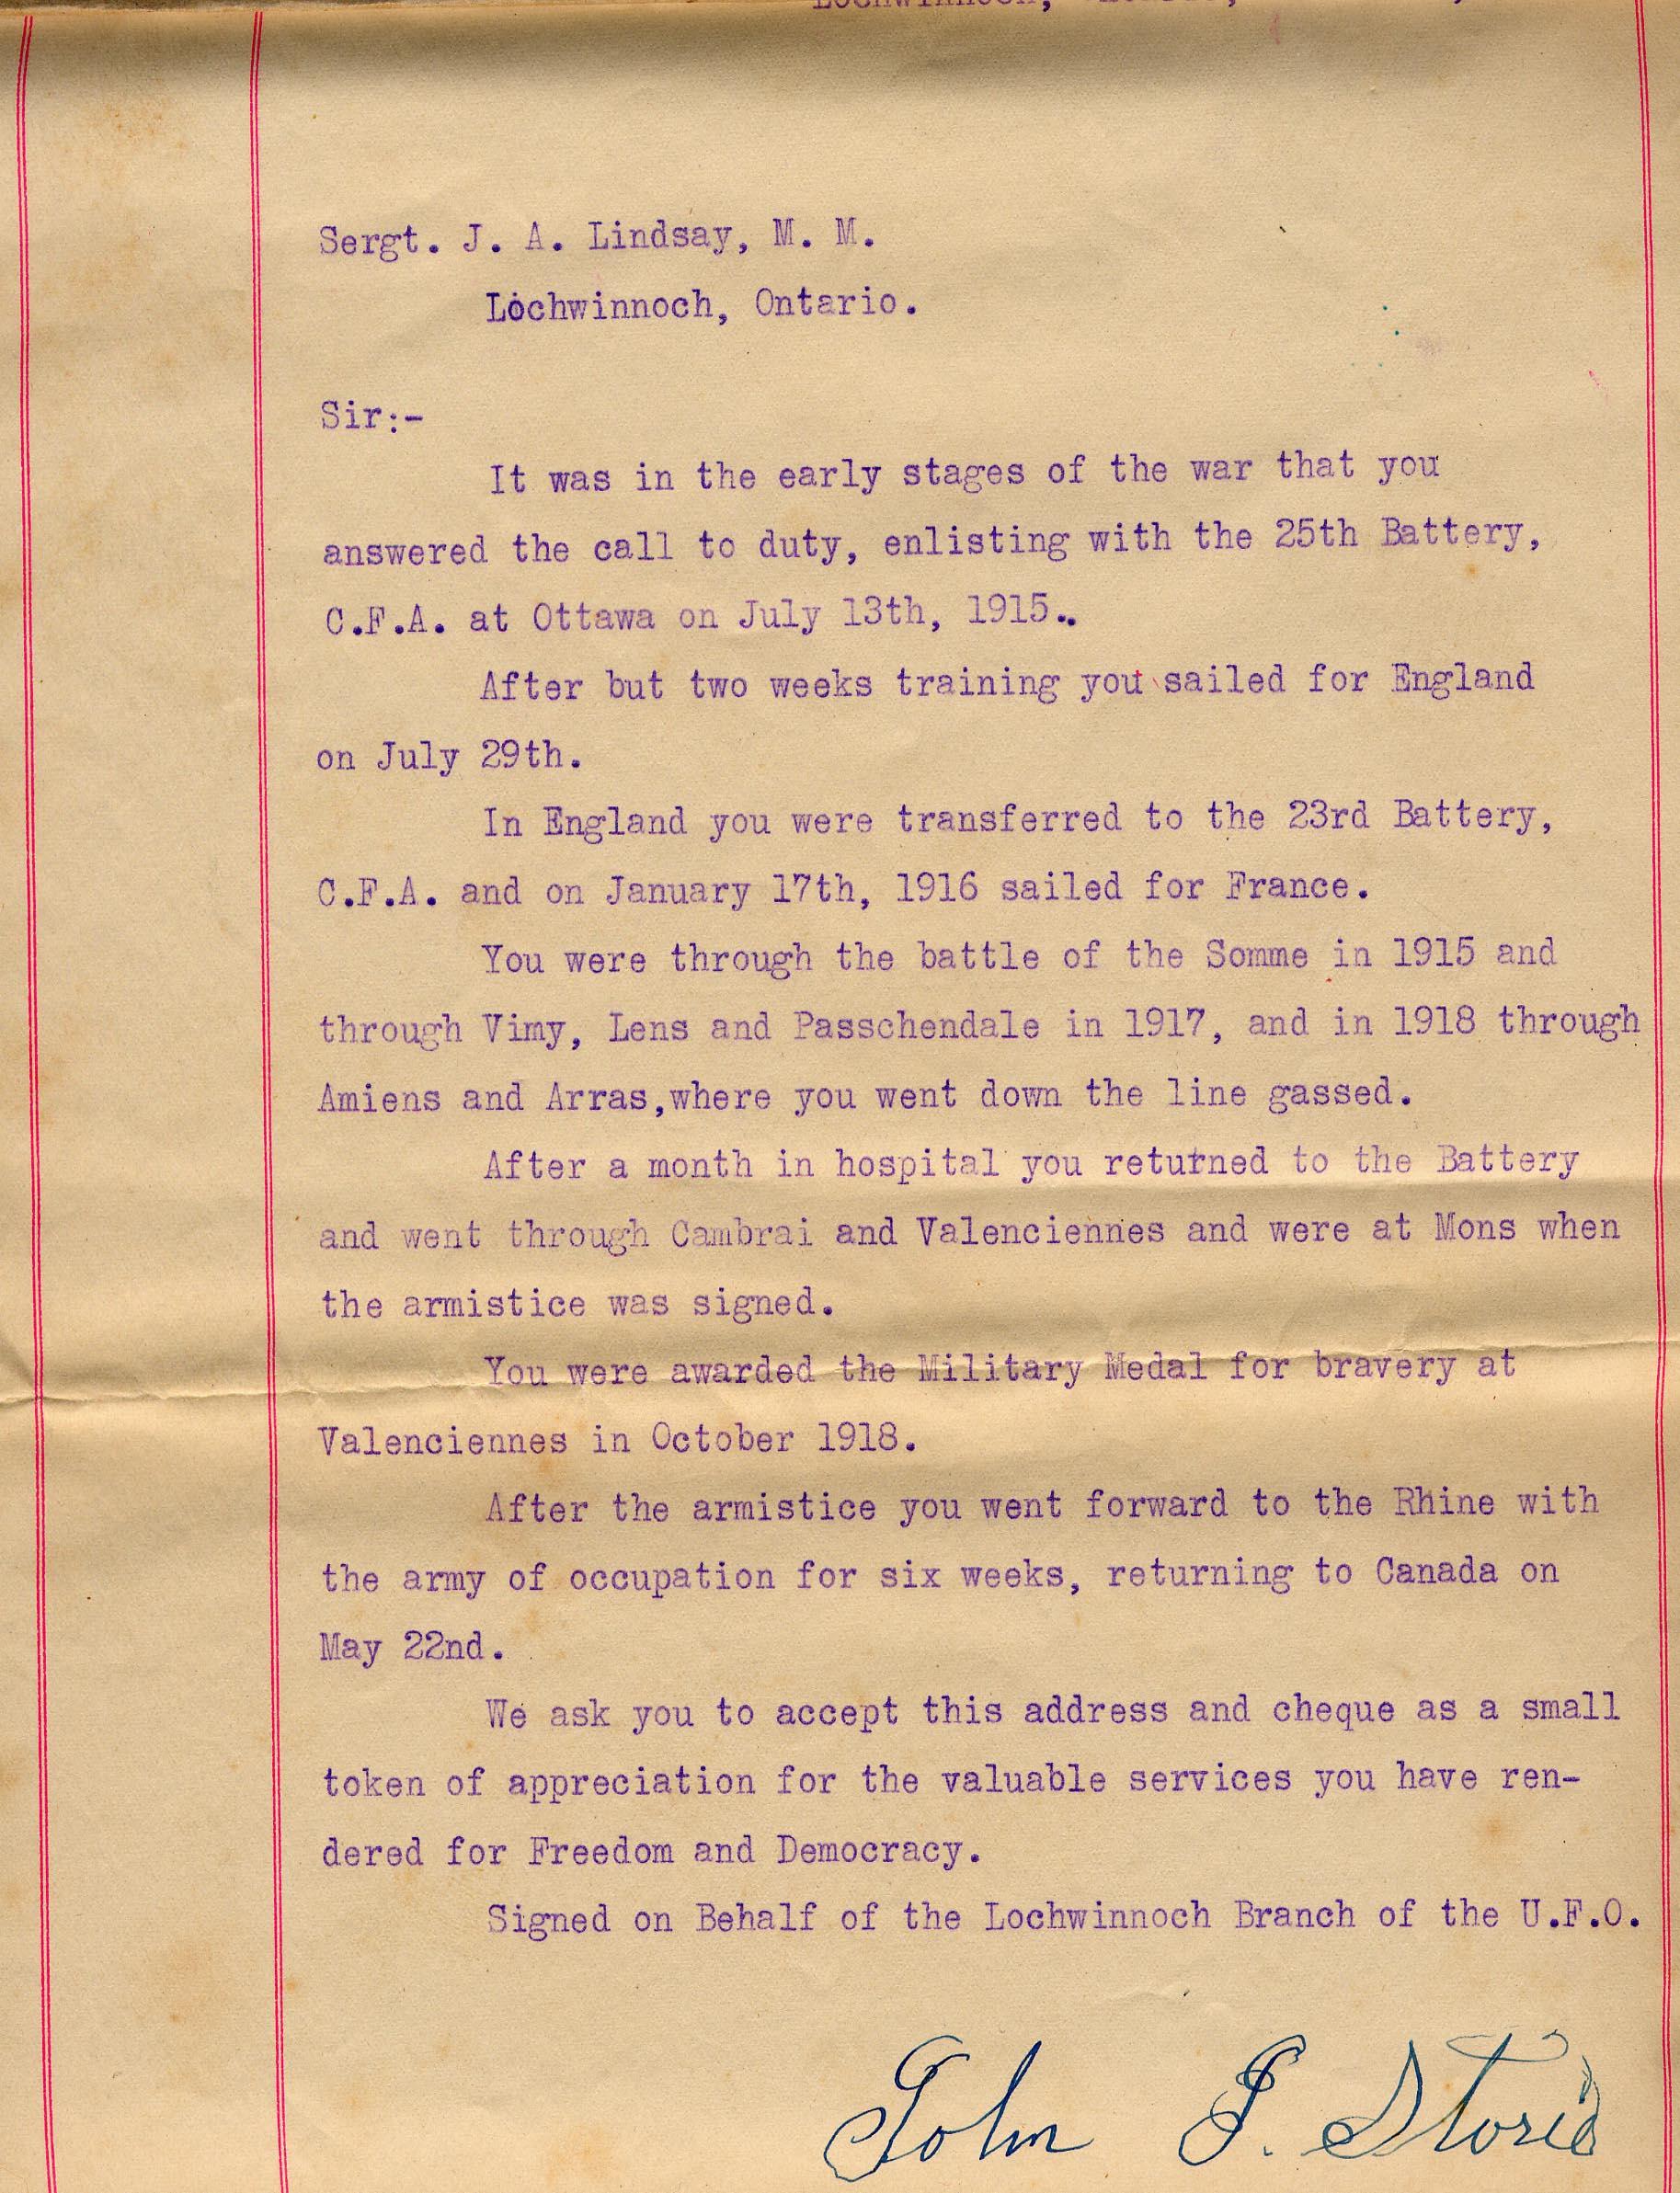 Lochwinnoch,
Sergt. J. A. Lindsay, M. M.
Lochwinnoch, Ontario.
Sir:-
It was in the early stages of the war that you
answered the call to duty, enlisting with the 25th Battery,
C.F.A. at Ottawa on July 13th, 1915..
After but two weeks training you sailed for England
on July 29th.
In England you were transferred to the 23rd Battery,
C.F.A. and on January 17th, 1916 sailed for France.
You were through the battle of the Somme in 1915 and
through Vimy, Lens and Passchendale in 1917, and in 1918 through
Amiens and Arras,where you went down the line gassed.
After a month in hospital you returned to the Battery
and went through Cambrai and Valenciennes and were at Mons when
the armistice was signed.
You were awarded the Military Medal for bravery at
Valenciennes in October 1918.
After the armistice you went forward to the Rhine with
the army of occupation for six weeks, returning to Canada on
May 22nd.
We ask you to accept this address and cheque as a small
token of appreciation for the valuable services you have ren-
dered for Freedom and Democracy.
Signed on Behalf of the Lochwinnoch Branch of the U.F.O.
John S. Storie